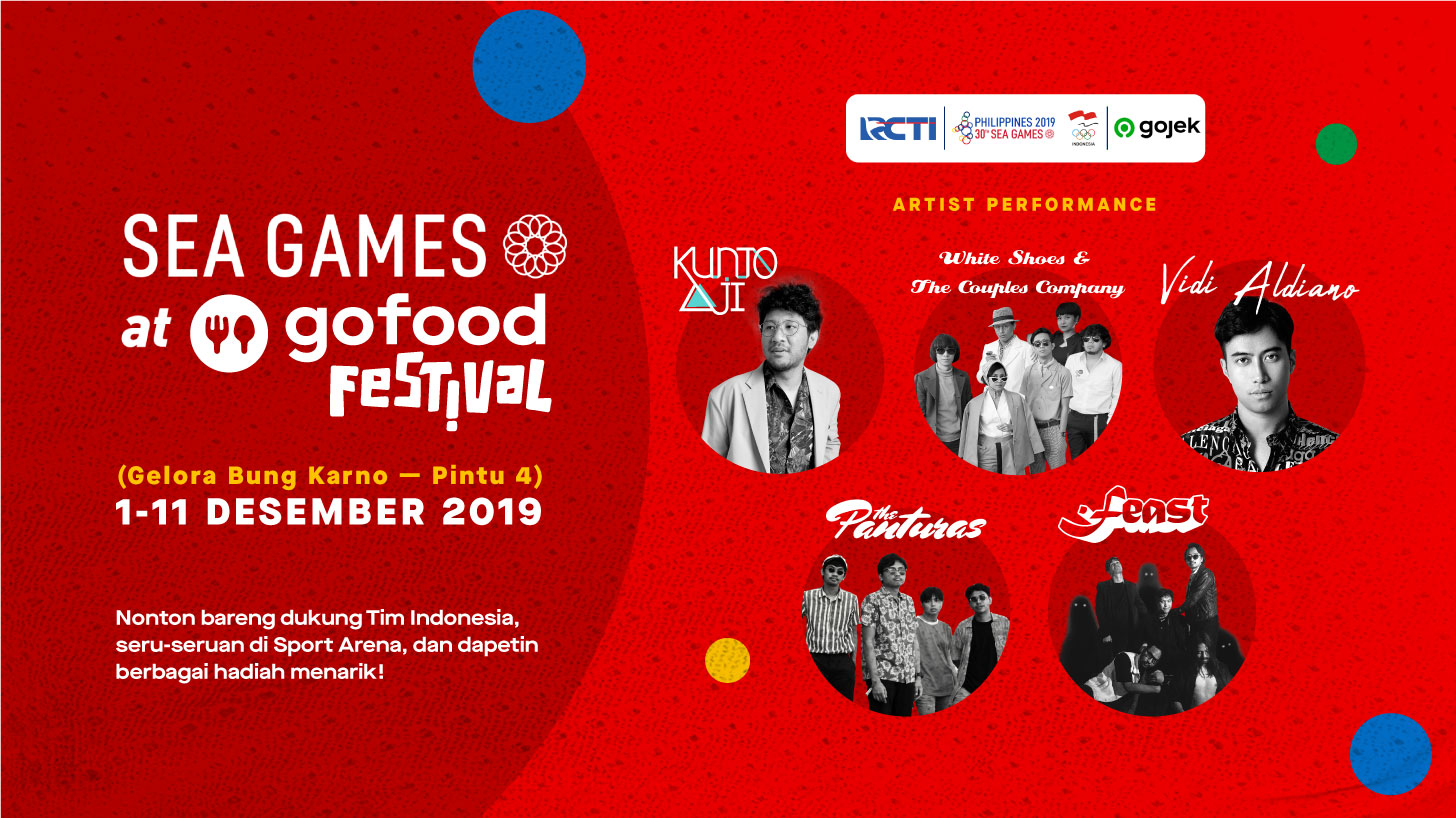 SEA GAMES
at gofood
FESTIVAL
(Gelora Bung Karno — Pintu 4)
1-11 DESEMBER 2019
Nonton bareng dukung Tim Indonesia,
seru-seruan di Sport Arena, dan dapetin
berbagai hadiah menarik!
RCTI
PHILIPPINES 2019
30TH SEA GAMES
INDONESIA
gojek
ARTIST PERFORMANCE
KUNTO
AJI
White Shoes &
The Couples Company
Vidi Aldiano
the
Panturas
.feast